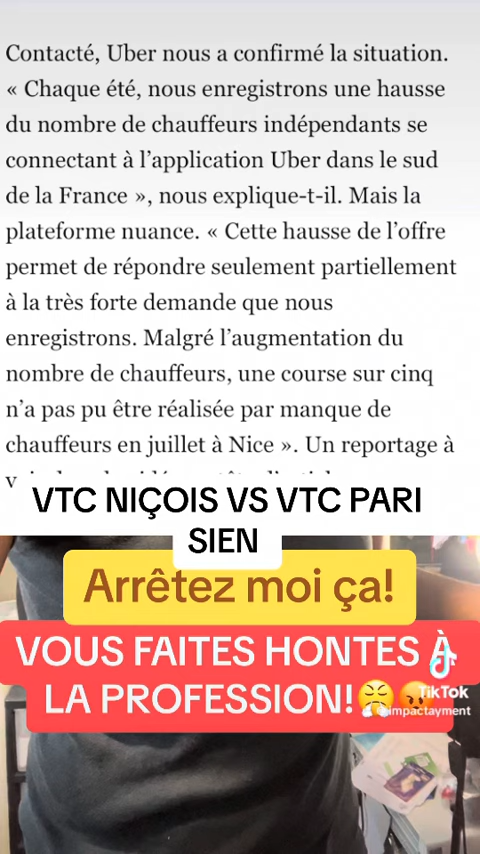 Contacté, Uber nous a confirmé la situation.
« Chaque été, nous enregistrons une hausse
du nombre de chauffeurs indépendants se
connectant à l’application Uber dans le sud
de la France », nous explique-t-il. Mais la
plateforme nuance. « Cette hausse de l’offre
permet de répondre seulement partiellement
à la très forte demande que nous
enregistrons. Malgré l’augmentation du
nombre de chauffeurs, une course sur cinq
n’a pas pu être réalisée par manque de
chauffeurs en juillet à Nice ». Un reportage à
VTC NIÇOIS VS VTC PARI
SIEN
Arrêtez moi ça!
VOUS FAITES HONTES À
LA PROFESSION!😤😡
TikTok
@impactayment